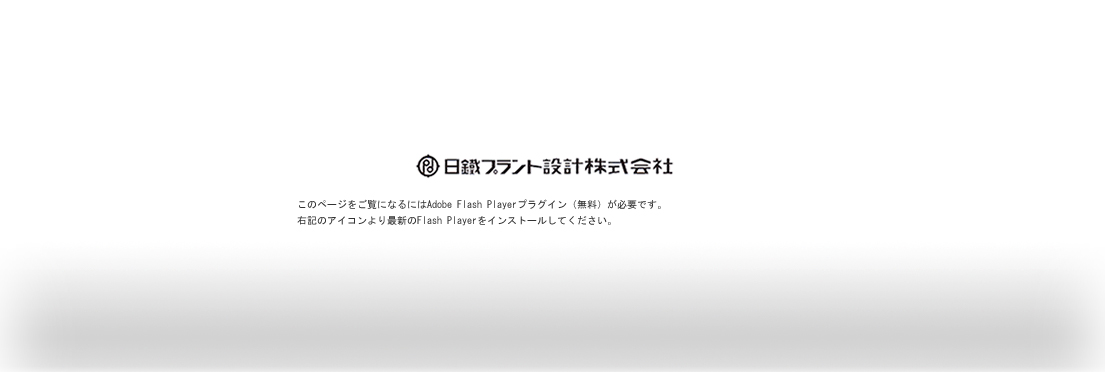 日鐵プラント設計株式会社
このページをご覧になるにはAdobe Flash Playerプラグイン（無料）が必要です。
右記のアイコンより最新のFlash Playerをインストールしてください。